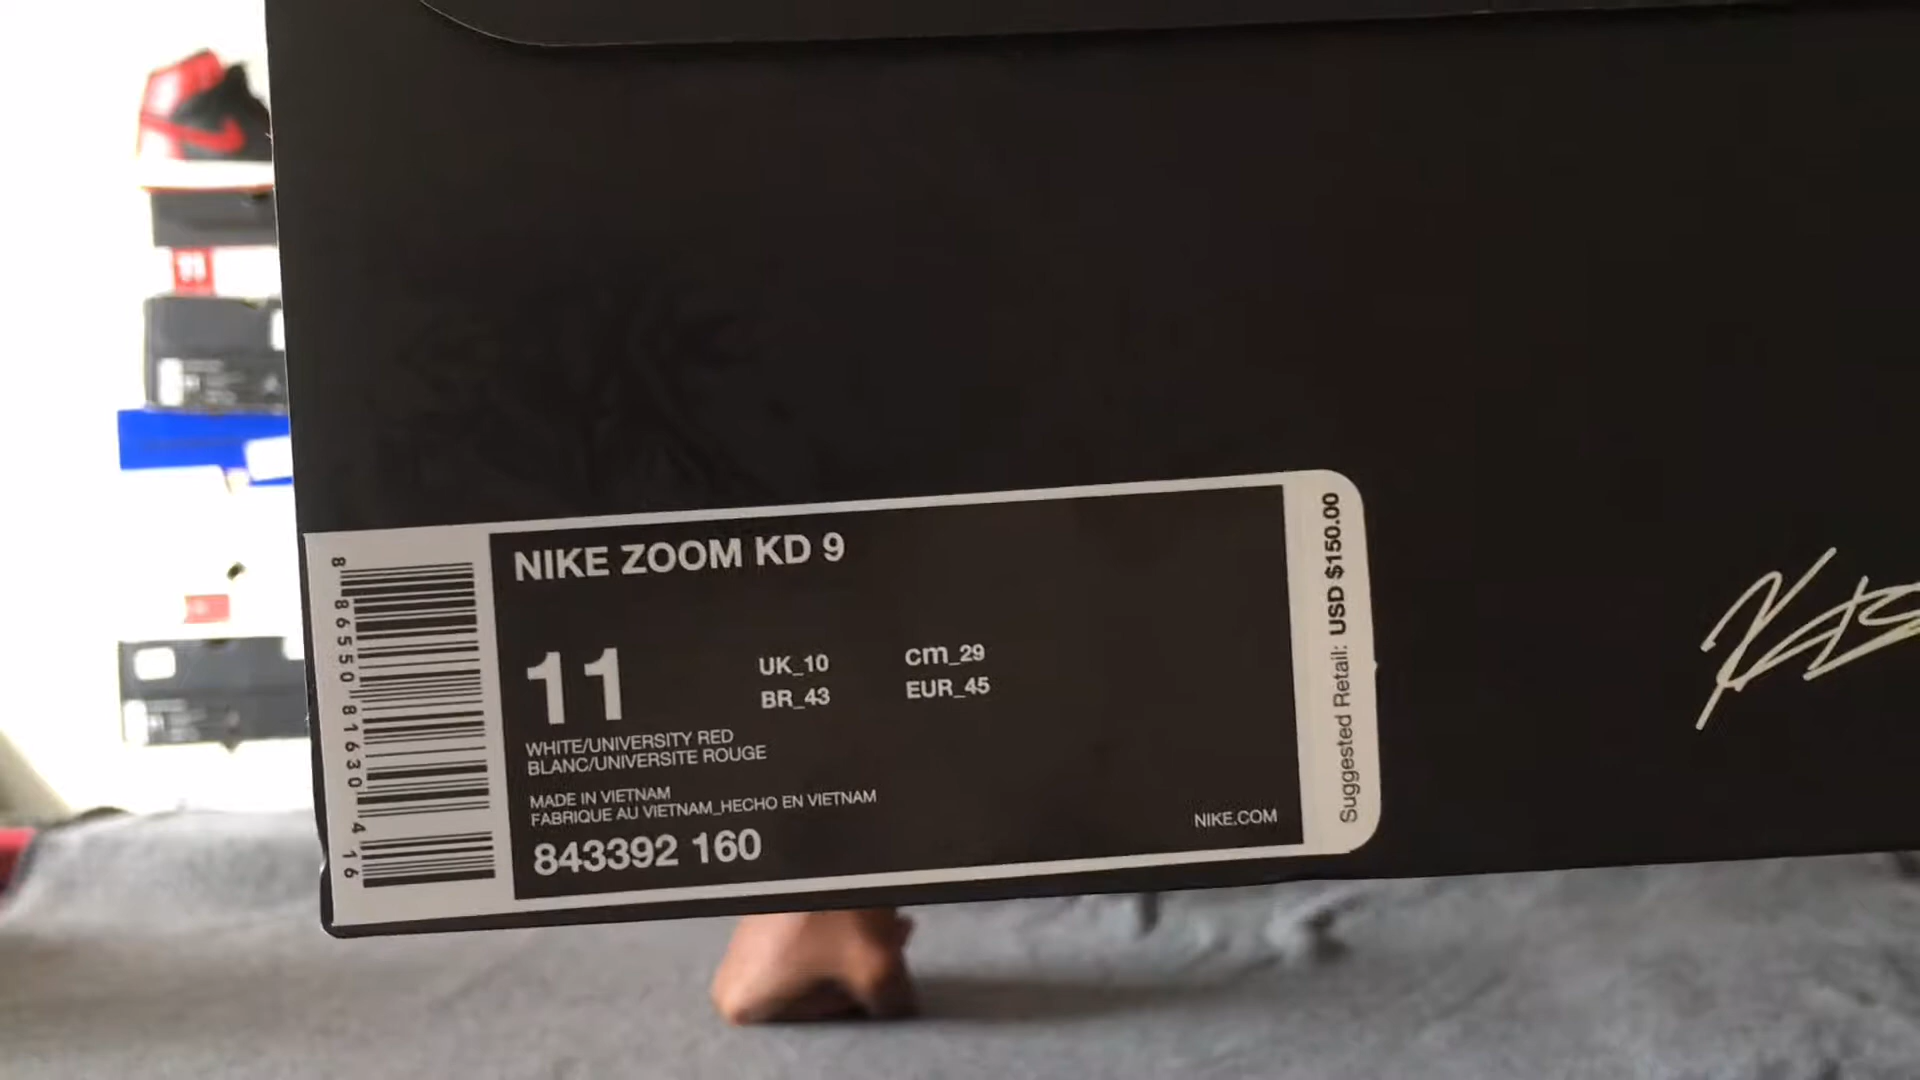 NIKE ZOOM KD 9
11
UK_10
cm_29
BR_43
EUR_45
WHITE/UNIVERSITY RED
BLANC/UNIVERSITE ROUGE
MADE IN VIETNAM
FABRIQUE AU VIETNAM_HECHO EN VIETNAM
843392 160
NIKE.COM
Suggested Retail: USD $150.00
8 86550 81630 4 16
11